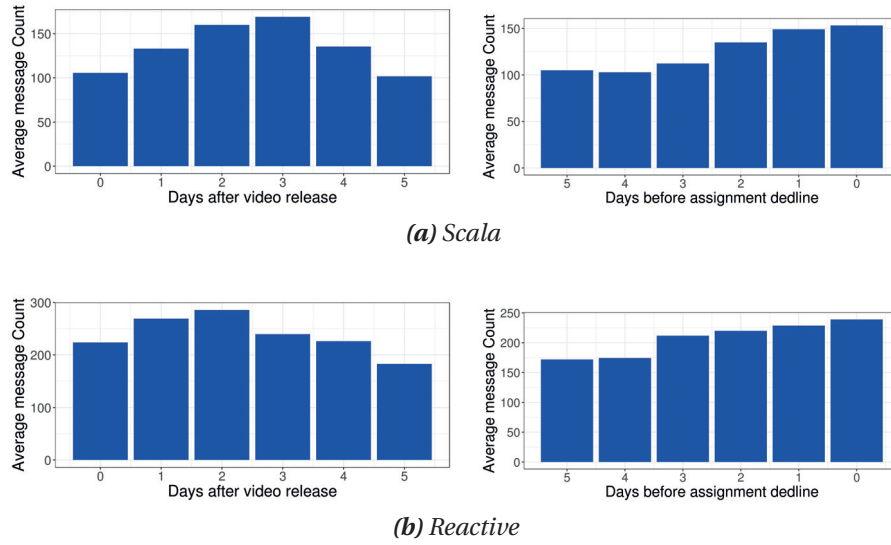 Average message Count
150
100
50
0
0 1 2 3 4 5
Days after video release
Average message Count
150
100
50
0
5 4 3 2 1 0
Days before assignment dedline
(a) Scala
Average message Count
300
200
100
0
0 1 2 3 4 5
Days after video release
Average message Count
250
200
150
100
50
0
5 4 3 2 1 0
Days before assignment dedline
(b) Reactive